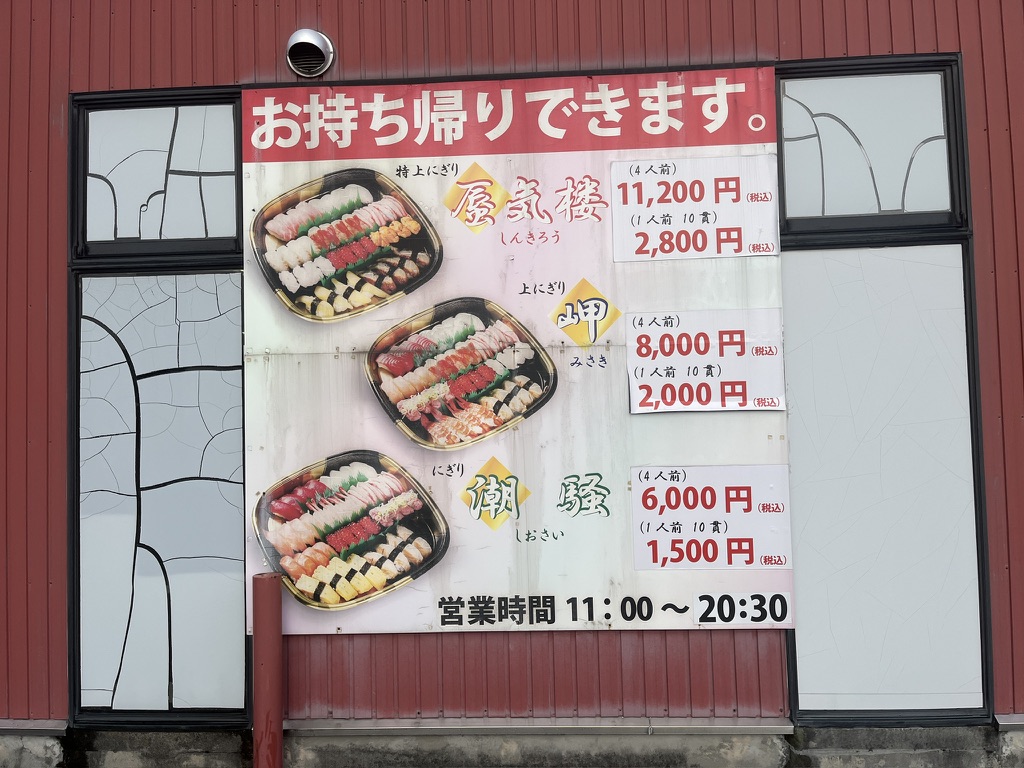 お持ち帰りできます。
特上にぎり
蜃気楼
しんきろう
(4人前)
11,200円(税込)
(1人前 10貫)
2,800円(税込)
上にぎり
岬
みさき
(4人前)
8,000円(税込)
(1人前 10貫)
2,000円(税込)
にぎり
潮騒
しおさい
(4人前)
6,000円(税込)
(1人前 10貫)
1,500円(税込)
営業時間 11:00～20:30